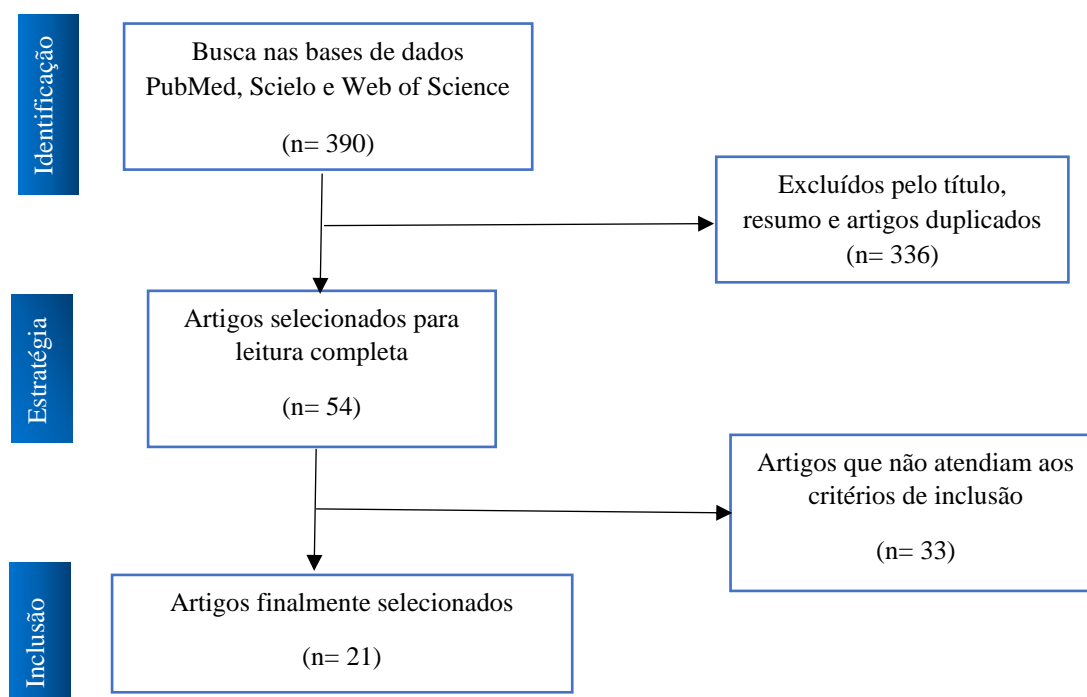 Identificação
Busca nas bases de dados
PubMed, Scielo e Web of Science
(n= 390)
Excluídos pelo título,
resumo e artigos duplicados
(n= 336)
Estratégia
Artigos selecionados para
leitura completa
(n= 54)
Artigos que não atendiam aos
critérios de inclusão
(n= 33)
Inclusão
Artigos finalmente selecionados
(n= 21)